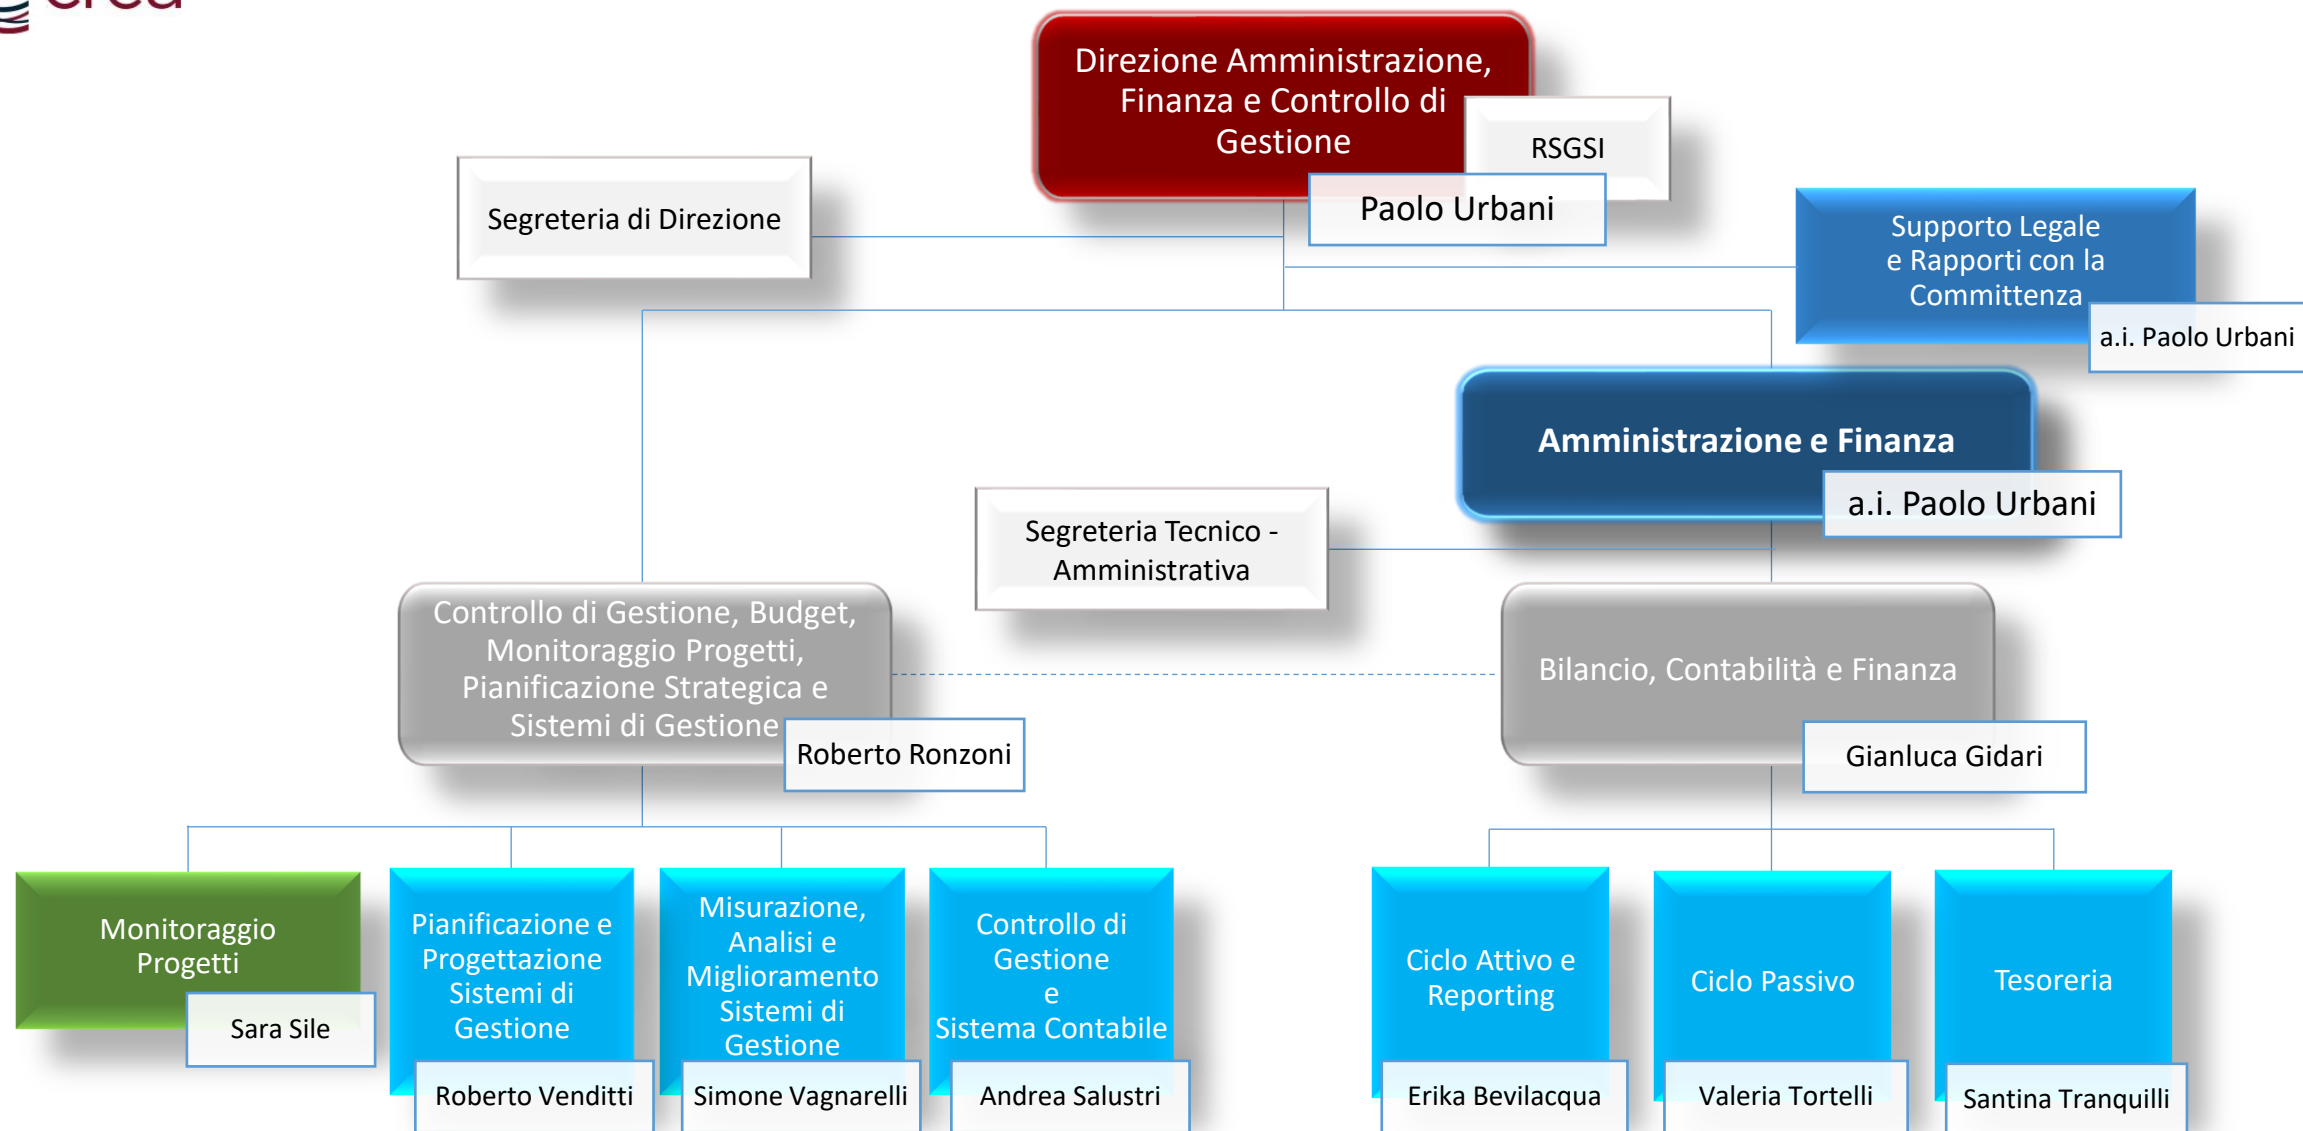 Direzione Amministrazione,
Finanza e Controllo di
Gestione
RSGSI
Paolo Urbani
Segreteria di Direzione
Supporto Legale
e Rapporti con la
Committenza
a.i. Paolo Urbani
Amministrazione e Finanza
a.i. Paolo Urbani
Segreteria Tecnico -
Amministrativa
Controllo di Gestione, Budget,
Monitoraggio Progetti,
Pianificazione Strategica e
Sistemi di Gestione
Roberto Ronzoni
Bilancio, Contabilità e Finanza
Gianluca Gidari
Monitoraggio
Progetti
Sara Sile
Pianificazione e
Progettazione
Sistemi di
Gestione
Roberto Venditti
Misurazione,
Analisi e
Miglioramento
Sistemi di
Gestione
Simone Vagnarelli
Controllo di
Gestione
e
Sistema Contabile
Andrea Salustri
Ciclo Attivo e
Reporting
Erika Bevilacqua
Ciclo Passivo
Valeria Tortelli
Tesoreria
Santina Tranquilli